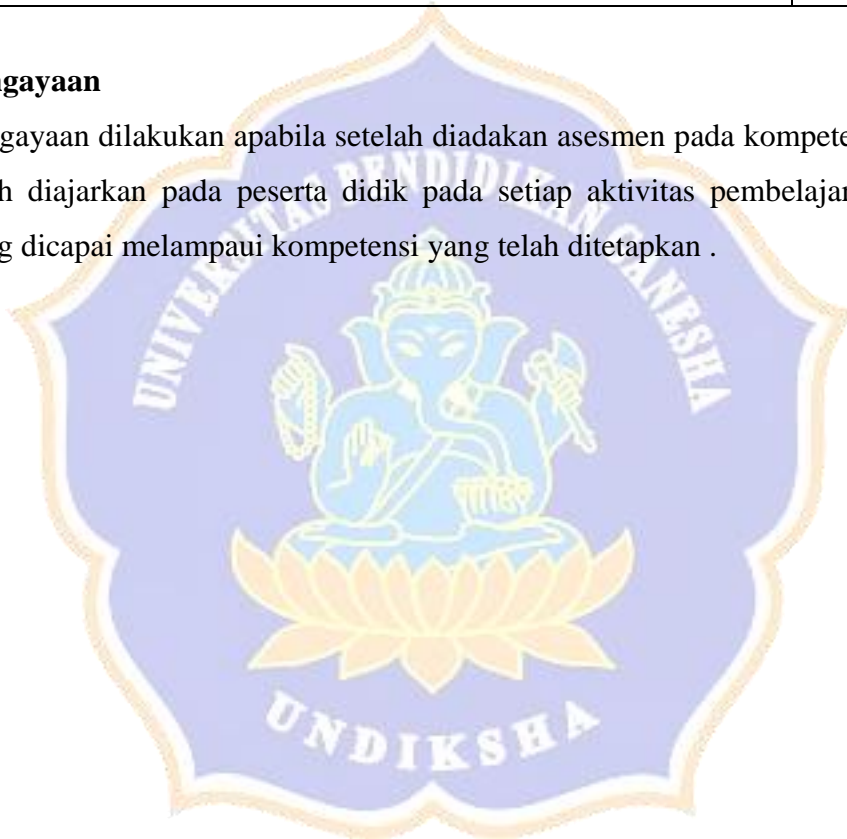 ngayaan
gayaan dilakukan apabila setelah diadakan asesmen pada kompete
h diajarkan pada peserta didik pada setiap aktivitas pembelajar
g dicapai melampaui kompetensi yang telah ditetapkan .
UNIVERSITAS PENDIDIKAN GANESHA
UNDIKSHA